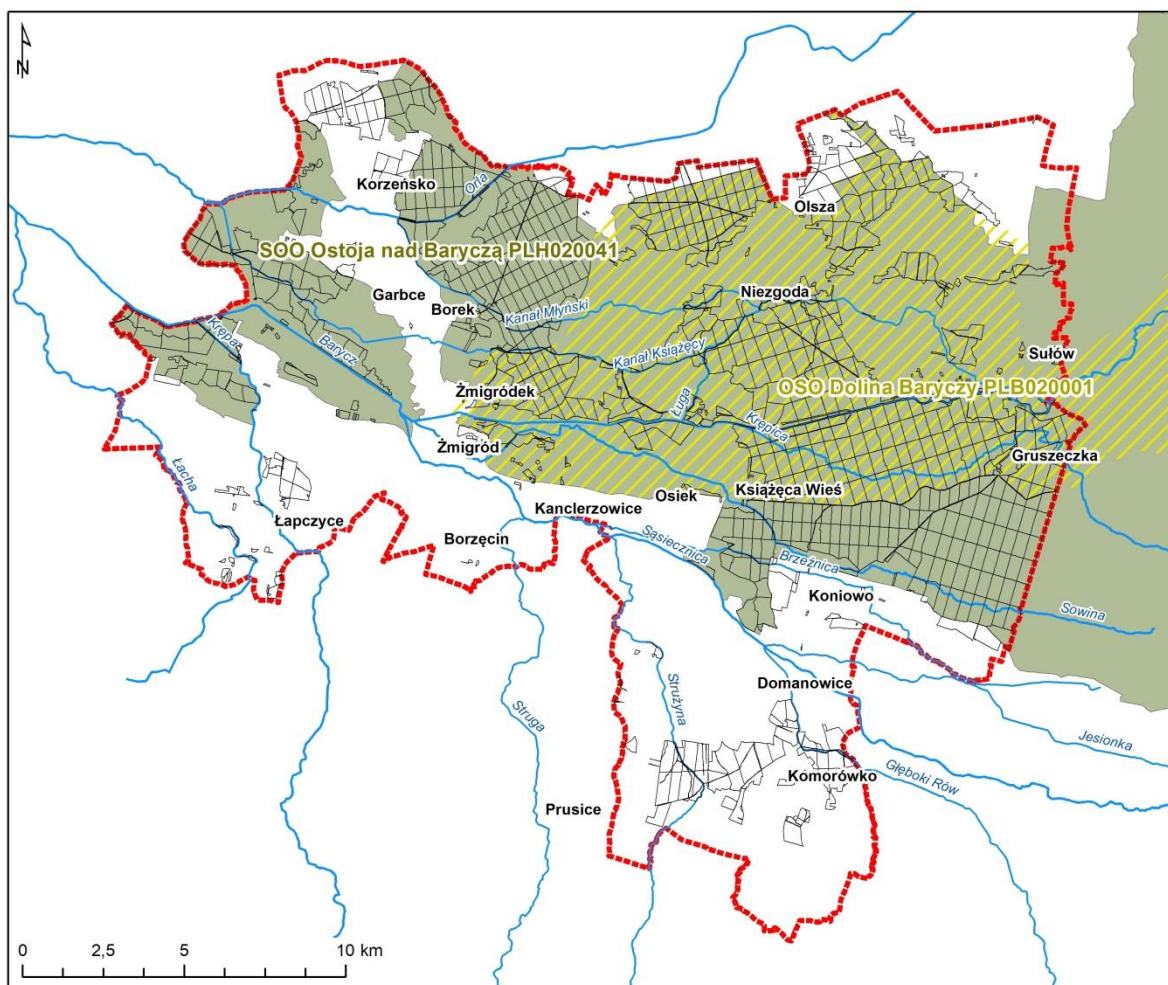 N
Korzeńsko
Orla
Olsza
SOO Ostoja nad Baryczą PLH020041
Garbce
Borek
Niezgoda
Kanał Młyński
Krępa
Barycz
Kanał Książęcy
Sułów
Żmigródek
Ługa
OSO Dolina Baryczy PLB020001
Krępica
Żmigród
Gruszeczka
Łacha
Osiek
Książęca Wieś
Łapczyce
Kanclerzowice
Borzęcin
Sąsiecznica
Brzeźnica
Koniowo
Sowina
Domanowice
Strużyna
Struga
Jesionka
Komorówko
Głęboki Rów
Prusice
0 2,5 5 10 km